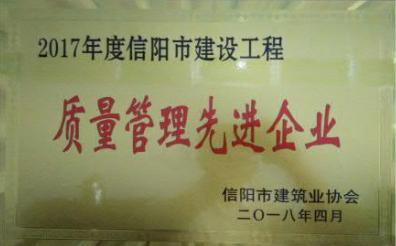 2017年度信阳市建设工程
质量管理先进企业
信阳市建筑业协会
二〇一八年四月